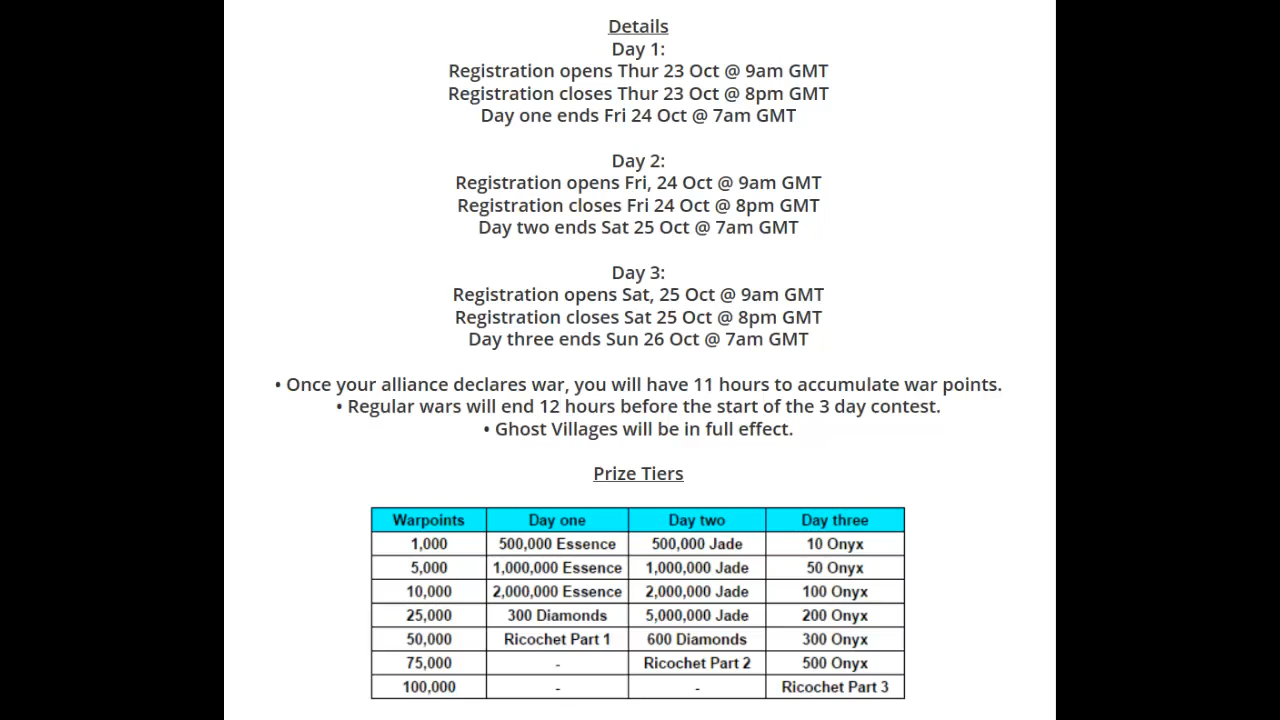 Details
Day 1:
Registration opens Thur 23 Oct @ 9am GMT
Registration closes Thur 23 Oct @ 8pm GMT
Day one ends Fri 24 Oct @ 7am GMT
Day 2:
Registration opens Fri, 24 Oct @ 9am GMT
Registration closes Fri 24 Oct @ 8pm GMT
Day two ends Sat 25 Oct @ 7am GMT
Day 3:
Registration opens Sat, 25 Oct @ 9am GMT
Registration closes Sat 25 Oct @ 8pm GMT
Day three ends Sun 26 Oct @ 7am GMT
• Once your alliance declares war, you will have 11 hours to accumulate war points.
• Regular wars will end 12 hours before the start of the 3 day contest.
• Ghost Villages will be in full effect.
Prize Tiers
Warpoints Day one Day two Day three
1,000 500,000 Essence 500,000 Jade 10 Onyx
5,000 1,000,000 Essence 1,000,000 Jade 50 Onyx
10,000 2,000,000 Essence 2,000,000 Jade 100 Onyx
25,000 300 Diamonds 5,000,000 Jade 200 Onyx
50,000 Ricochet Part 1 600 Diamonds 300 Onyx
75,000 - Ricochet Part 2 500 Onyx
100,000 - - Ricochet Part 3